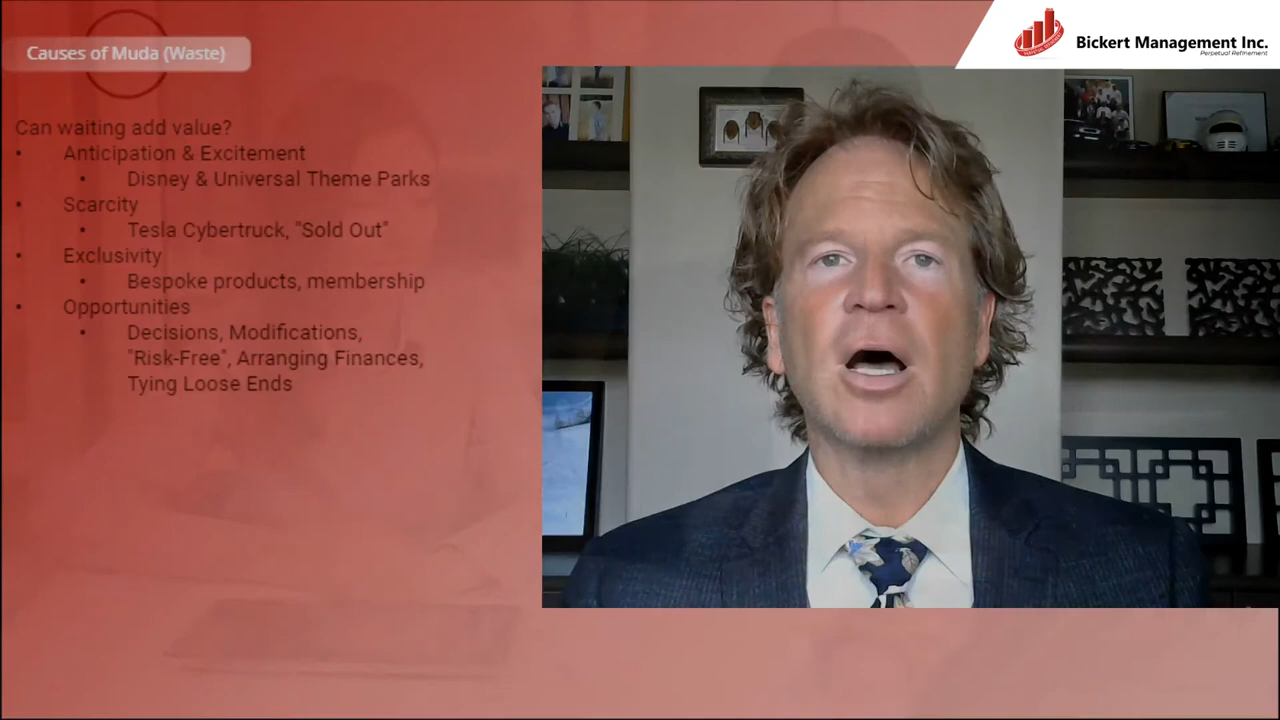 Causes of Muda (Waste)
Bickert Management Inc.
Perpetual Refinement
Can waiting add value?
• Anticipation & Excitement
• Disney & Universal Theme Parks
• Scarcity
• Tesla Cybertruck, "Sold Out"
• Exclusivity
• Bespoke products, membership
• Opportunities
• Decisions, Modifications,
"Risk-Free", Arranging Finances,
Tying Loose Ends